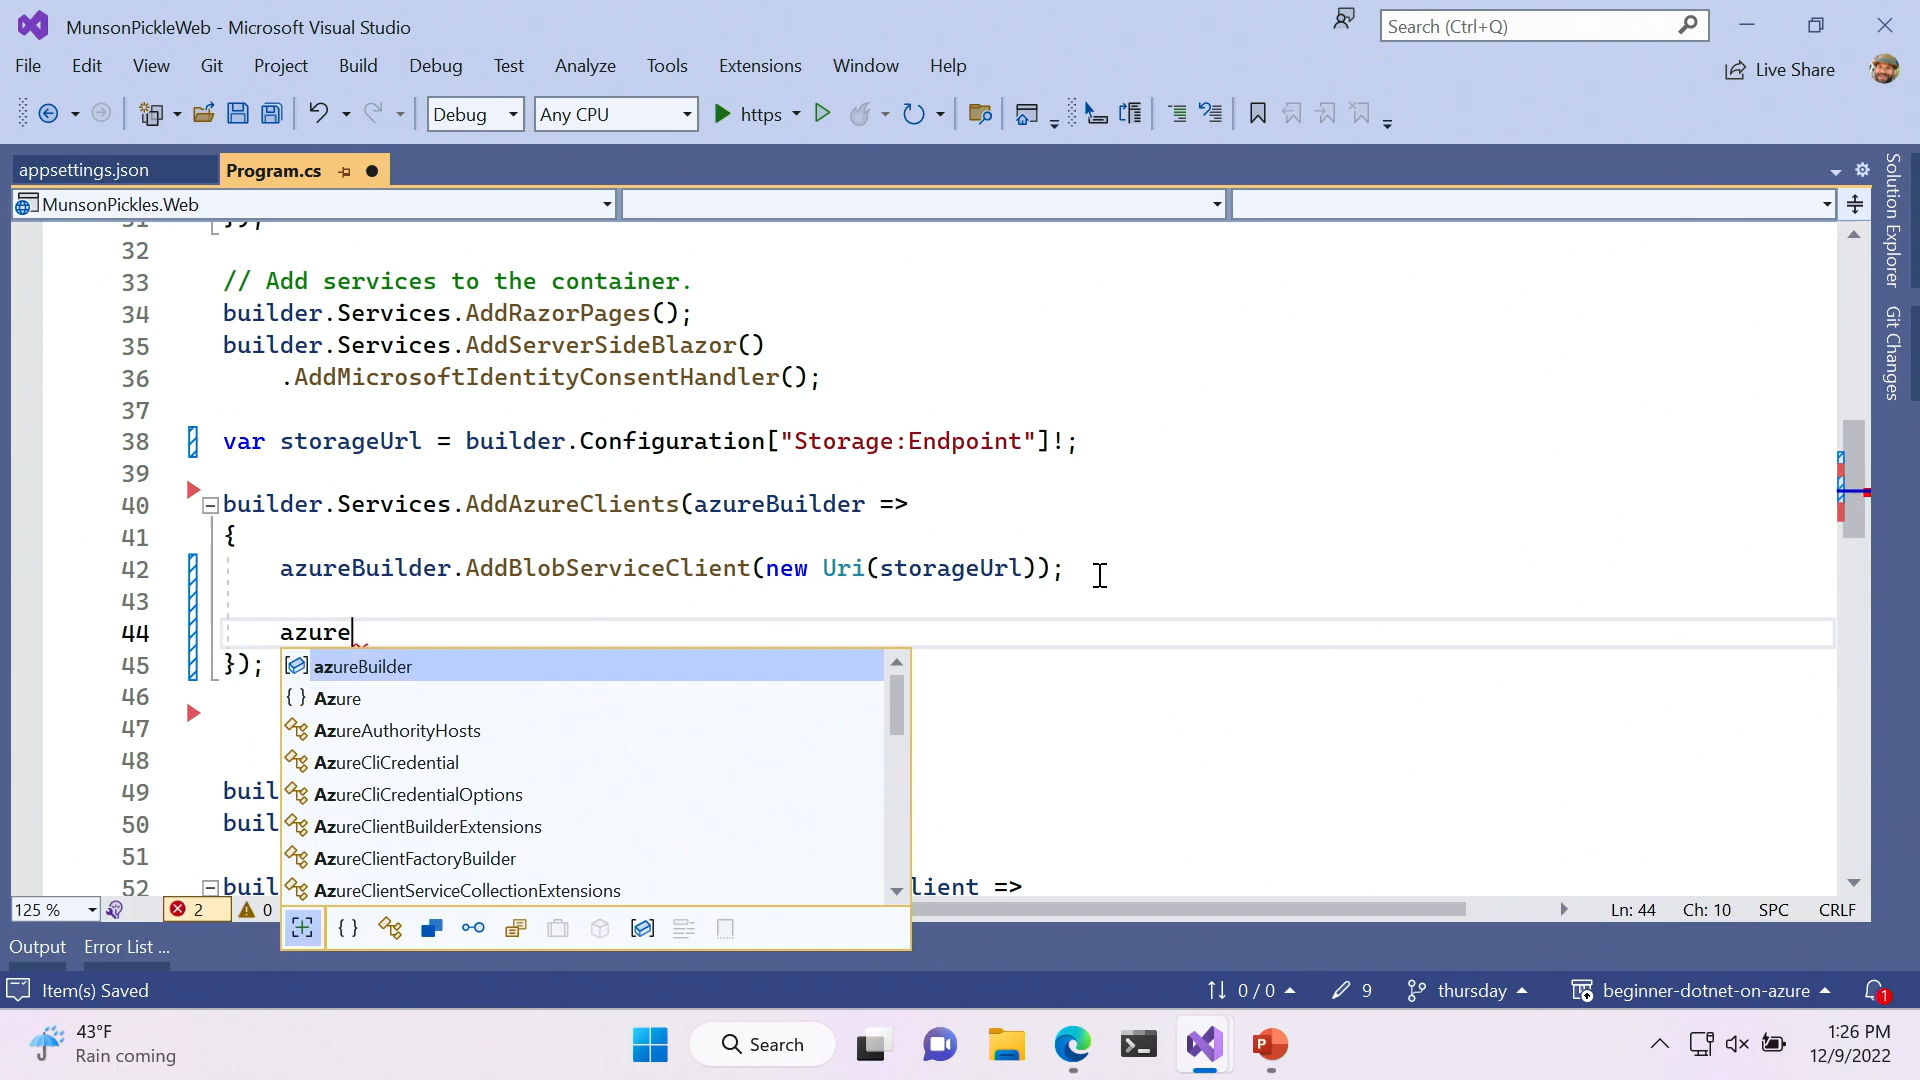 MunsonPickleWeb - Microsoft Visual Studio
Search (Ctrl+Q)
File Edit View Git Project Build Debug Test Analyze Tools Extensions Window Help
Live Share
Debug Any CPU https
appsettings.json Program.cs
MunsonPickles.Web
31 });
32
33 // Add services to the container.
34 builder.Services.AddRazorPages();
35 builder.Services.AddServerSideBlazor()
36 .AddMicrosoftIdentityConsentHandler();
37
38 var storageUrl = builder.Configuration["Storage:Endpoint"]!;
39
40 builder.Services.AddAzureClients(azureBuilder =>
41 {
42 azureBuilder.AddBlobServiceClient(new Uri(storageUrl));
43
44 azure
45 });
46
47
48
49 buil
50 buil
51
52 buil lient =>
azureBuilder
Azure
AzureAuthorityHosts
AzureCliCredential
AzureCliCredentialOptions
AzureClientBuilderExtensions
AzureClientFactoryBuilder
AzureClientServiceCollectionExtensions
Solution Explorer
Git Changes
125 % 2 0 Ln: 44 Ch: 10 SPC CRLF
Output Error List ...
Item(s) Saved 0 / 0 9 thursday beginner-dotnet-on-azure 1
43°F
Rain coming
Search
1:26 PM
12/9/2022